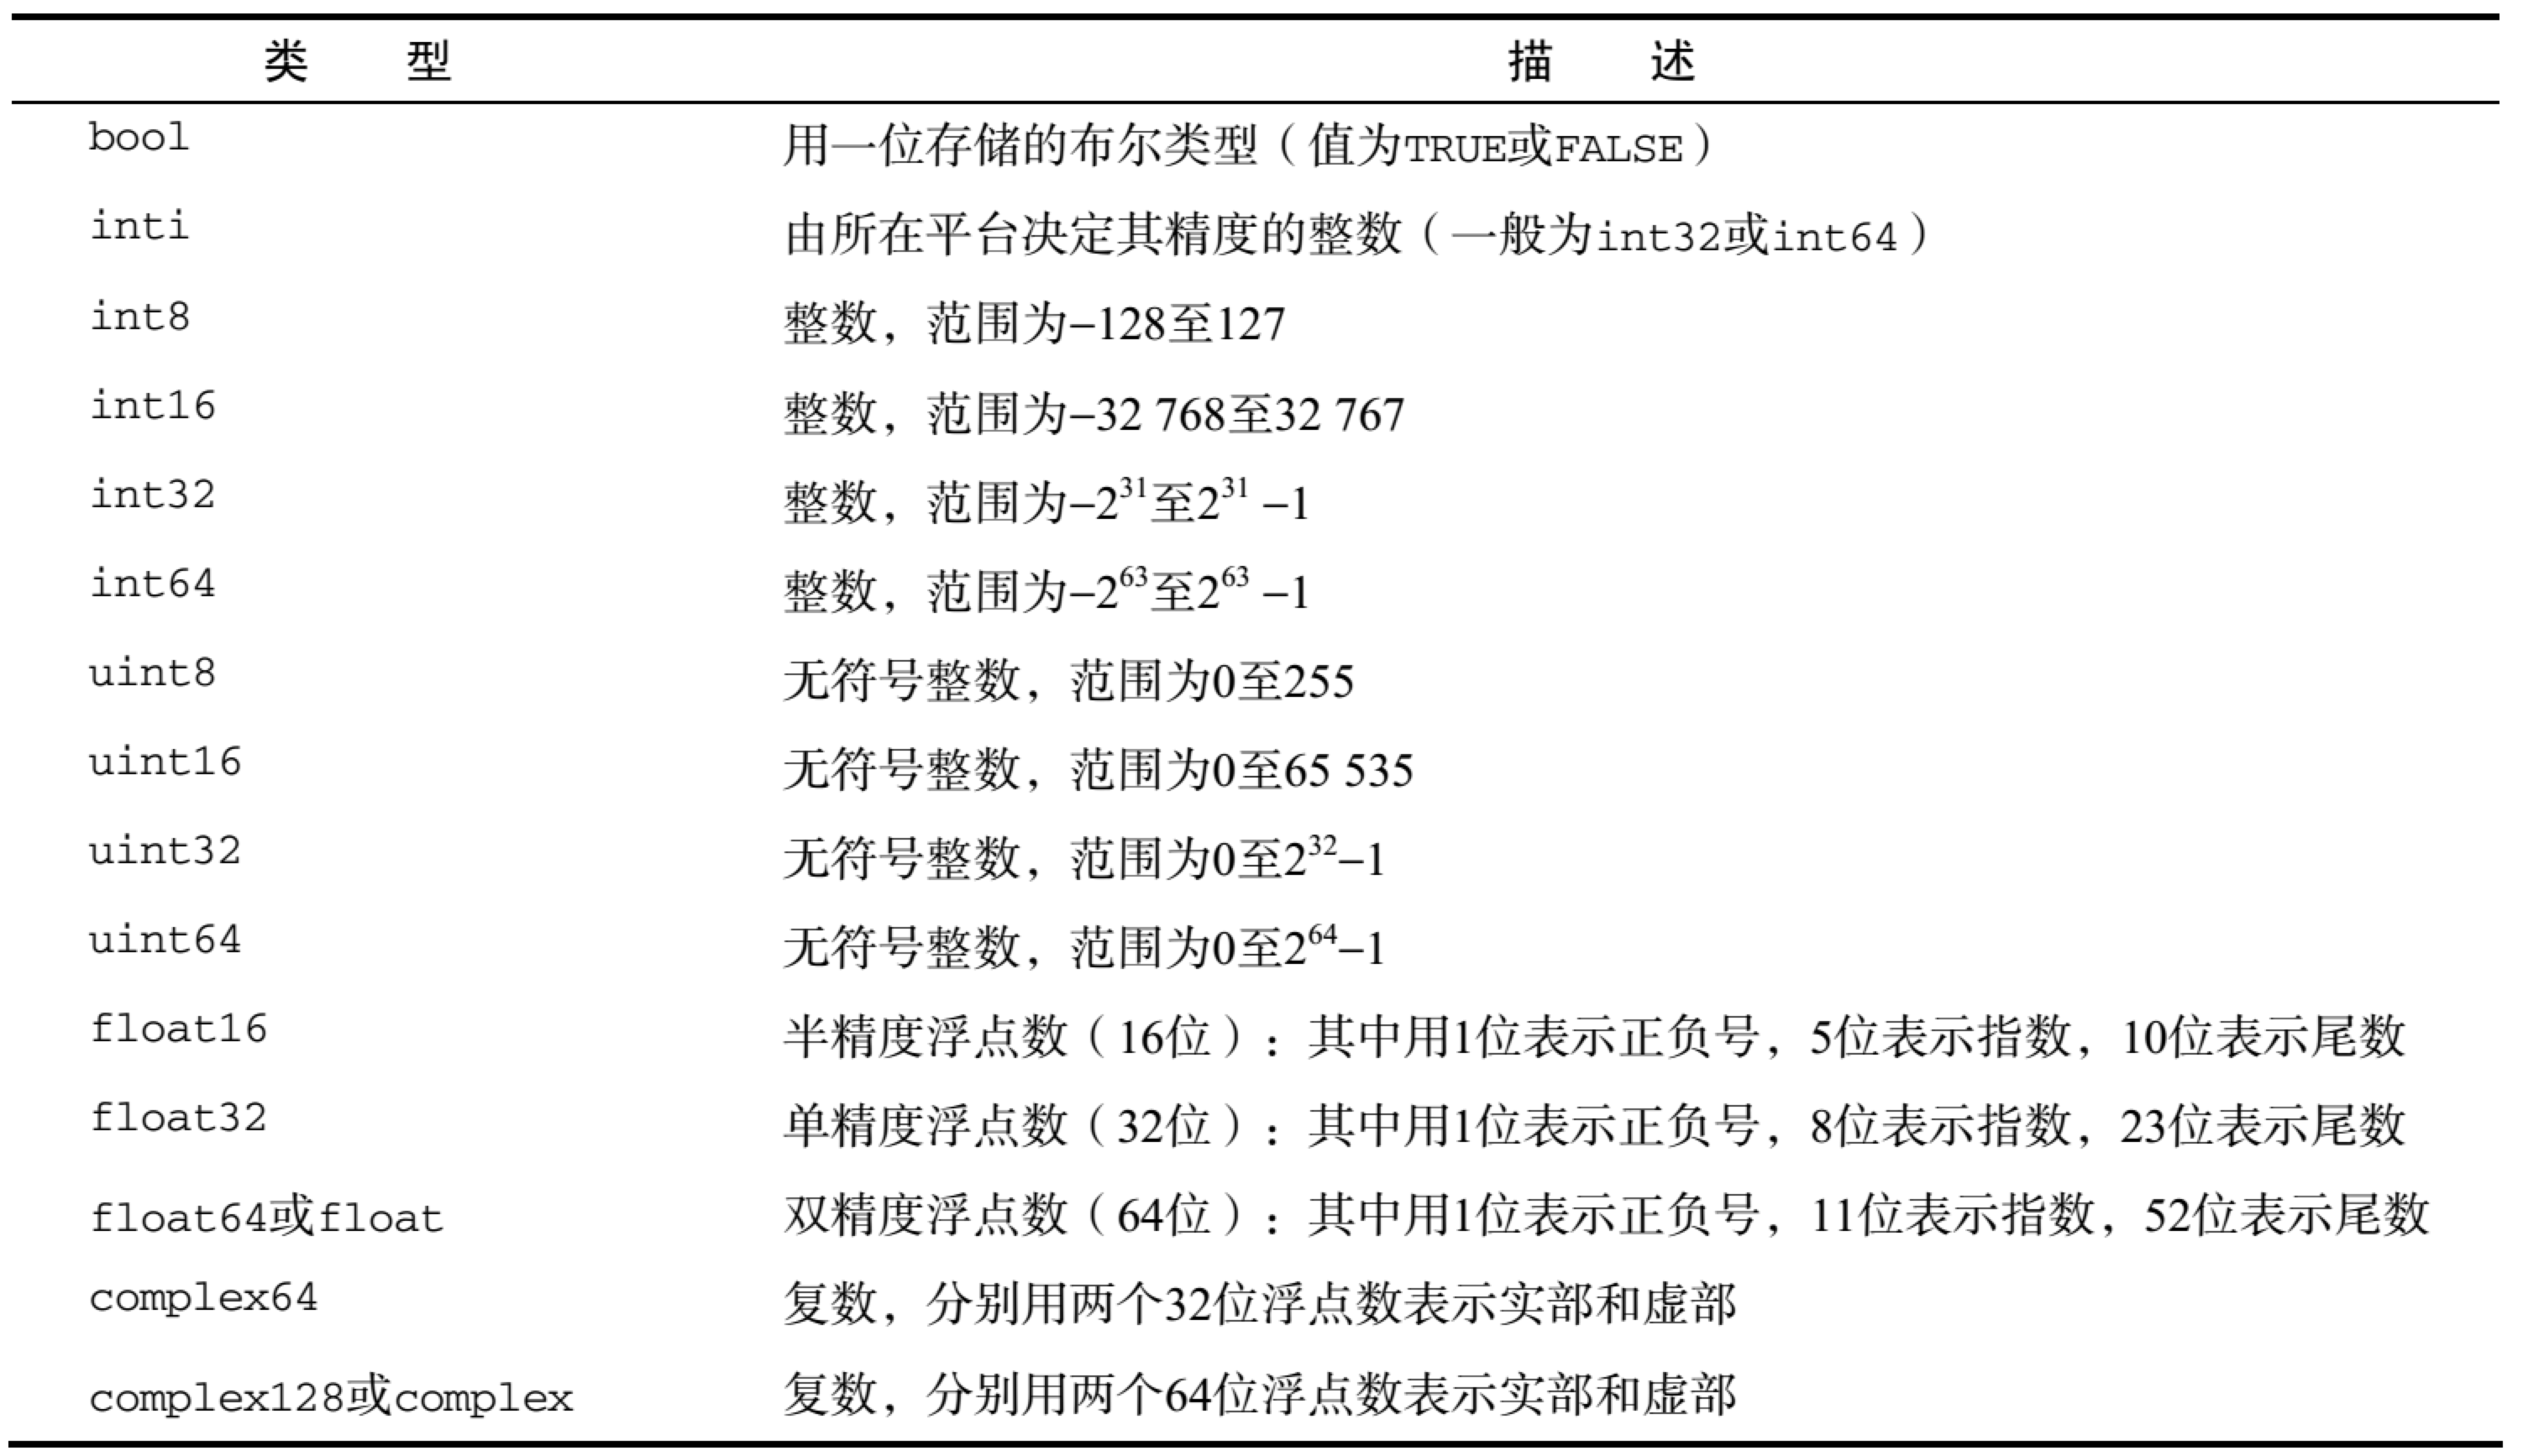 类 型 描 述
bool 用一位存储的布尔类型（值为TRUE或FALSE）
inti 由所在平台决定其精度的整数（一般为int32或int64）
int8 整数，范围为–128至127
int16 整数，范围为–32 768至32 767
int32 整数，范围为–2³¹至2³¹ –1
int64 整数，范围为–2⁶³至2⁶³ –1
uint8 无符号整数，范围为0至255
uint16 无符号整数，范围为0至65 535
uint32 无符号整数，范围为0至2³²–1
uint64 无符号整数，范围为0至2⁶⁴–1
float16 半精度浮点数（16位）：其中用1位表示正负号，5位表示指数，10位表示尾数
float32 单精度浮点数（32位）：其中用1位表示正负号，8位表示指数，23位表示尾数
float64或float 双精度浮点数（64位）：其中用1位表示正负号，11位表示指数，52位表示尾数
complex64 复数，分别用两个32位浮点数表示实部和虚部
complex128或complex 复数，分别用两个64位浮点数表示实部和虚部